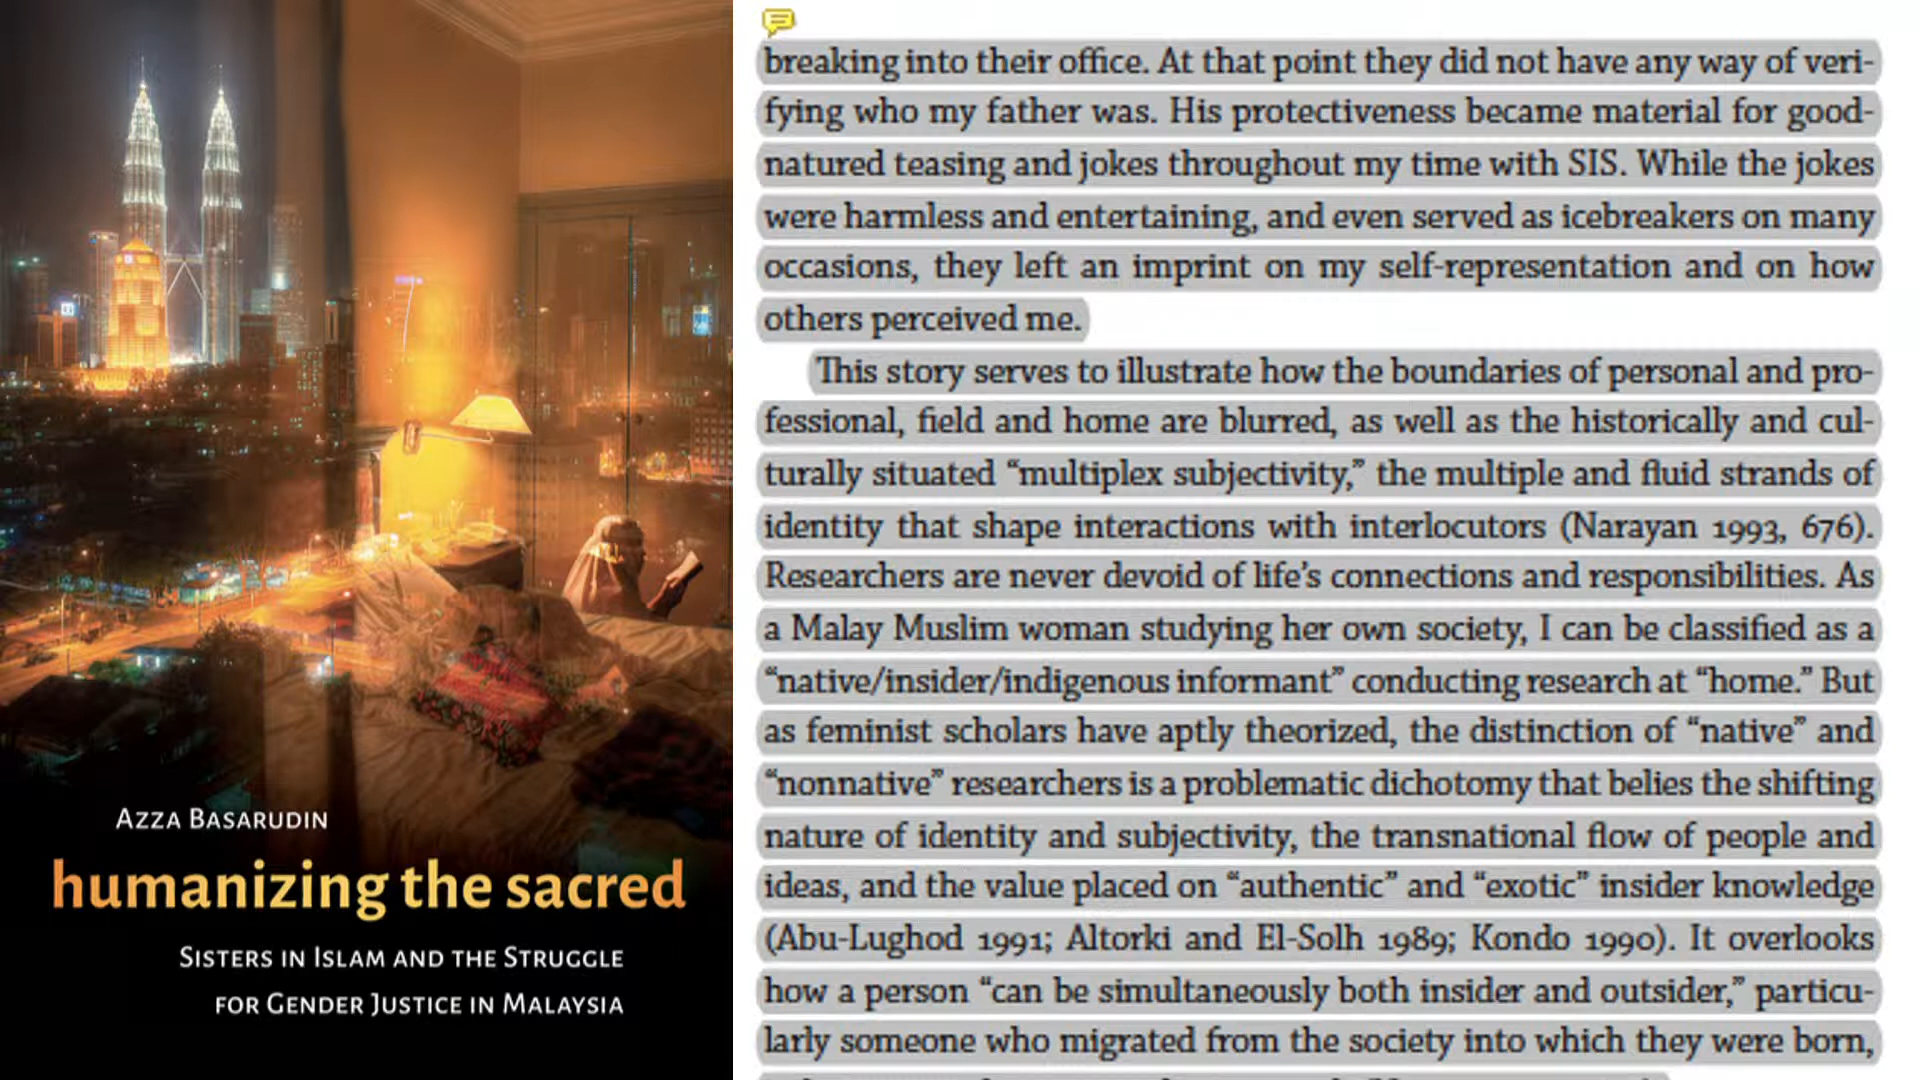 AZZA BASARUDIN
humanizing the sacred
SISTERS IN ISLAM AND THE STRUGGLE
FOR GENDER JUSTICE IN MALAYSIA
breaking into their office. At that point they did not have any way of veri-
fying who my father was. His protectiveness became material for good-
natured teasing and jokes throughout my time with SIS. While the jokes
were harmless and entertaining, and even served as icebreakers on many
occasions, they left an imprint on my self-representation and on how
others perceived me.
This story serves to illustrate how the boundaries of personal and pro-
fessional, field and home are blurred, as well as the historically and cul-
turally situated “multiplex subjectivity,” the multiple and fluid strands of
identity that shape interactions with interlocutors (Narayan 1993, 676).
Researchers are never devoid of life’s connections and responsibilities. As
a Malay Muslim woman studying her own society, I can be classified as a
“native/insider/indigenous informant” conducting research at “home.” But
as feminist scholars have aptly theorized, the distinction of “native” and
“nonnative” researchers is a problematic dichotomy that belies the shifting
nature of identity and subjectivity, the transnational flow of people and
ideas, and the value placed on “authentic” and “exotic” insider knowledge
(Abu-Lughod 1991; Altorki and El-Solh 1989; Kondo 1990). It overlooks
how a person “can be simultaneously both insider and outsider,” particu-
larly someone who migrated from the society into which they were born,